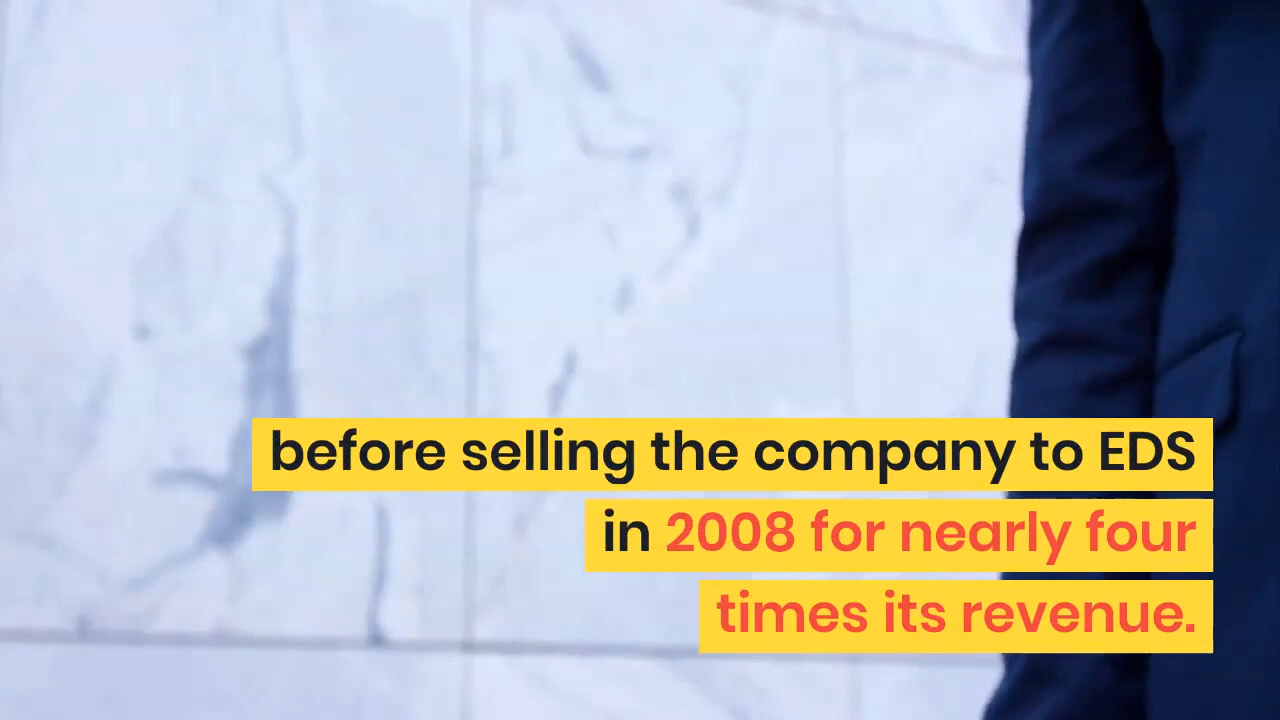 before selling the company to EDS
in 2008 for nearly four
times its revenue.